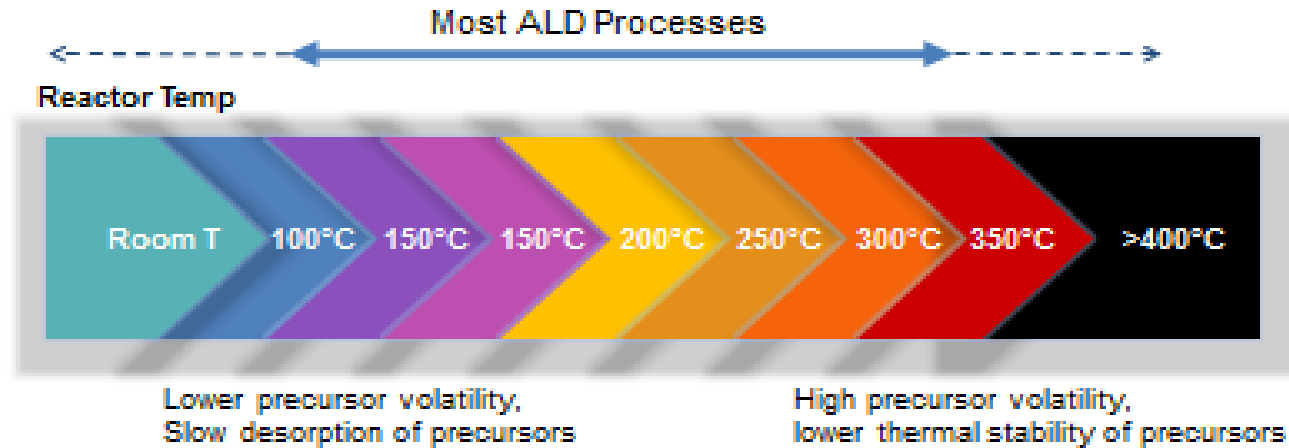 Most ALD Processes
Reactor Temp
Room T 100°C 150°C 150°C 200°C 250°C 300°C 350°C >400°C
Lower precursor volatility,
Slow desorption of precursors
High precursor volatility,
lower thermal stability of precursors